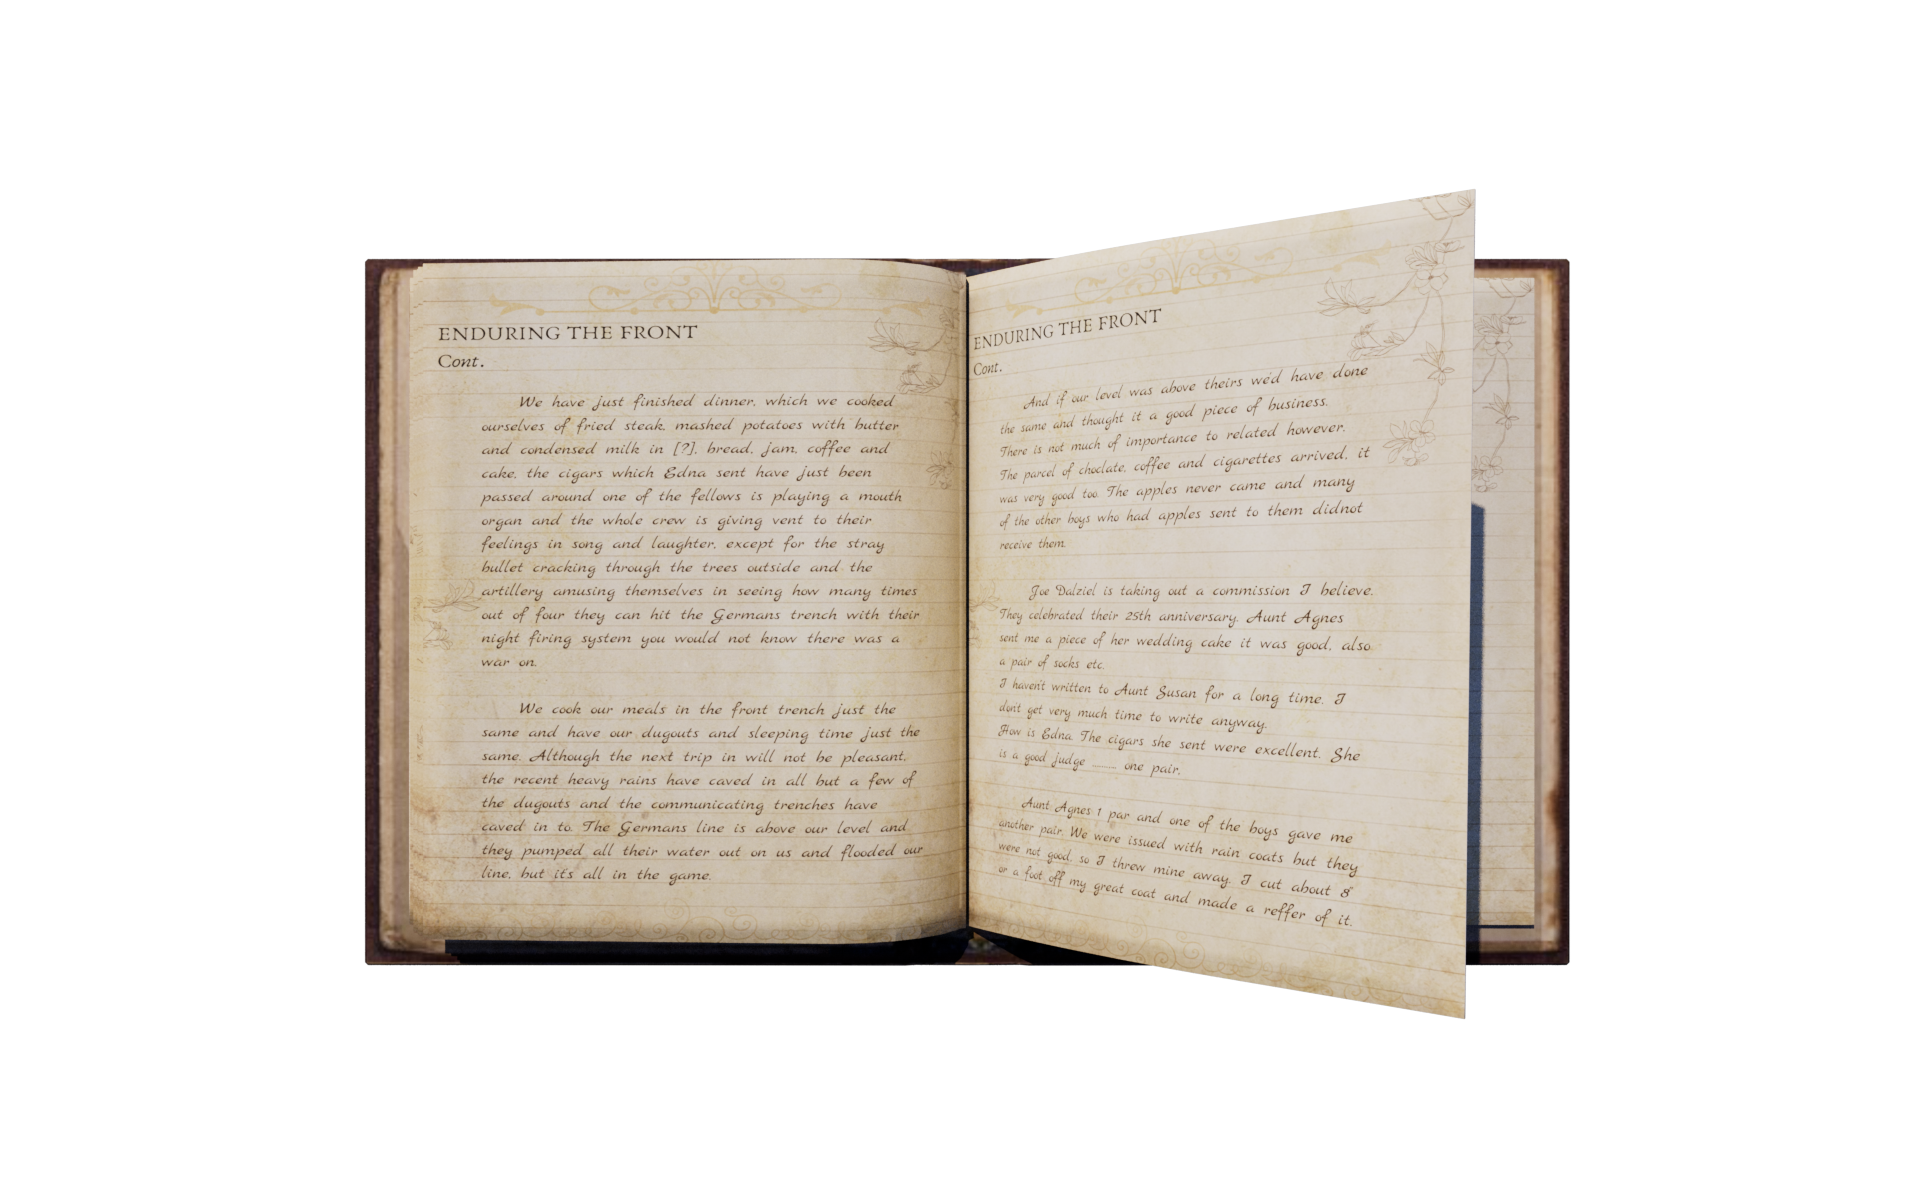 ENDURING THE FRONT
Cont.
We have just finished dinner, which we cooked
ourselves of fried steak, mashed potatoes with butter
and condensed milk in [?], bread, jam, coffee and
cake, the cigars which Edna sent have just been
passed around one of the fellows is playing a mouth
organ and the whole crew is giving vent to their
feelings in song and laughter, except for the stray
bullet cracking through the trees outside and the
artillery amusing themselves in seeing how many times
out of four they can hit the Germans trench with their
night firing system you would not know there was a
war on.
We cook our meals in the front trench just the
same and have our dugouts and sleeping time just the
same. Although the next trip in will not be pleasant,
the recent heavy rains have caved in all but a few of
the dugouts and the communicating trenches have
caved in to. The Germans line is above our level and
they pumped all their water out on us and flooded our
line, but it's all in the game.
ENDURING THE FRONT
Cont.
And if our level was above theirs we'd have done
the same and thought it a good piece of business.
There is not much of importance to related however.
The parcel of choclate, coffee and cigarettes arrived, it
was very good too. The apples never came and many
of the other boys who had apples sent to them didnot
receive them.
Joe Dalziel is taking out a commission I believe.
They celebrated their 25th anniversary. Aunt Agnes
sent me a piece of her wedding cake it was good, also
a pair of socks etc.
I haven't written to Aunt Susan for a long time. I
don't get very much time to write anyway.
How is Edna. The cigars she sent were excellent. She
is a good judge .......... one pair.
Aunt Agnes 1 par and one of the boys gave me
another pair. We were issued with rain coats but they
were not good, so I threw mine away. I cut about 8"
or a foot off my great coat and made a reffer of it.